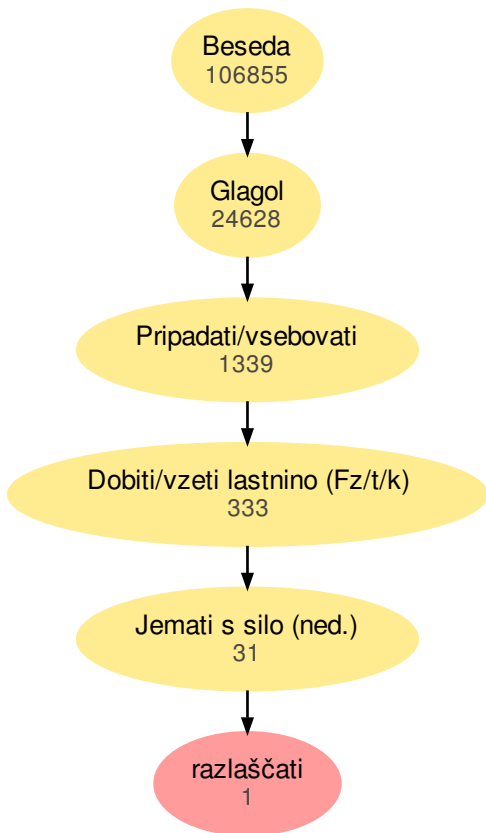 Beseda
106855
Glagol
24628
Pripadati/vsebovati
1339
Dobiti/vzeti lastnino (Fz/t/k)
333
Jemati s silo (ned.)
31
razlaščati
1